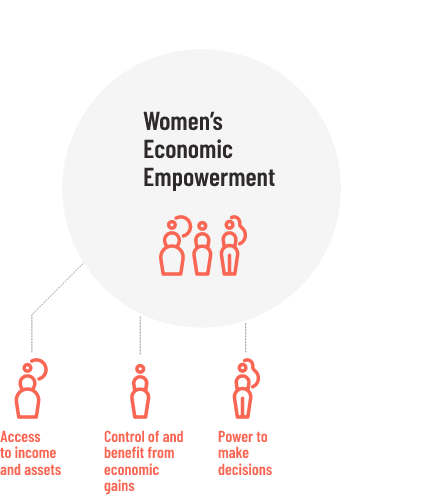 Women’s
Economic
Empowerment
Access
to income
and assets
Control of and
benefit from
economic
gains
Power to
make
decisions